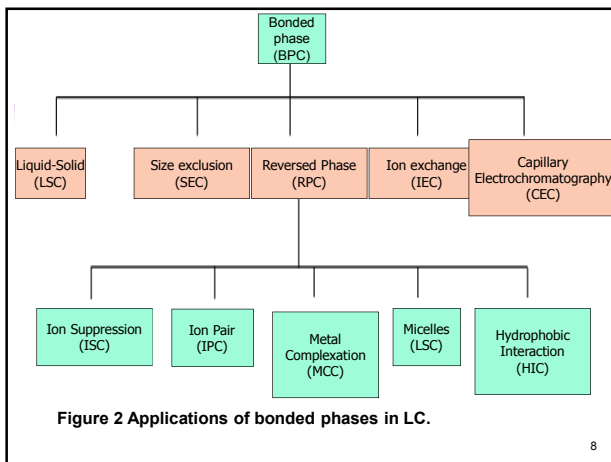 Bonded
phase
(BPC)
Liquid-Solid
(LSC)
Size exclusion
(SEC)
Reversed Phase
(RPC)
Ion exchange
(IEC)
Capillary
Electrochromatography
(CEC)
Ion Suppression
(ISC)
Ion Pair
(IPC)
Metal
Complexation
(MCC)
Micelles
(LSC)
Hydrophobic
Interaction
(HIC)
Figure 2 Applications of bonded phases in LC.
8